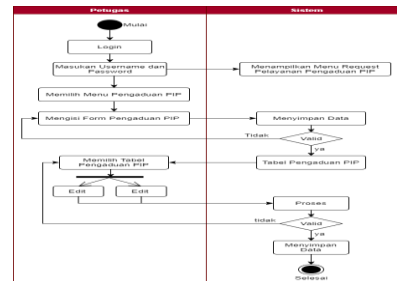 Petugas
Sistem
Mulai
Login
Masukan Username dan
Password
Menampilkan Menu Request
Pelayanan Pengaduan PIP
Memilih Menu Pengaduan PIP
Mengisi Form Pengaduan PIP
Menyimpan Data
Tidak
Valid
ya
Memilih Tabel
Pengaduan PIP
Tabel Pengaduan PIP
Edit
Edit
Proses
tidak
Valid
ya
Menyimpan
Data
Selesai